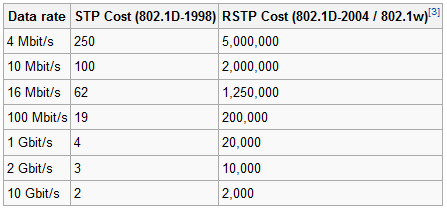 Data rate STP Cost (802.1D-1998) RSTP Cost (802.1D-2004 / 802.1w)[3]
4 Mbit/s 250 5,000,000
10 Mbit/s 100 2,000,000
16 Mbit/s 62 1,250,000
100 Mbit/s 19 200,000
1 Gbit/s 4 20,000
2 Gbit/s 3 10,000
10 Gbit/s 2 2,000